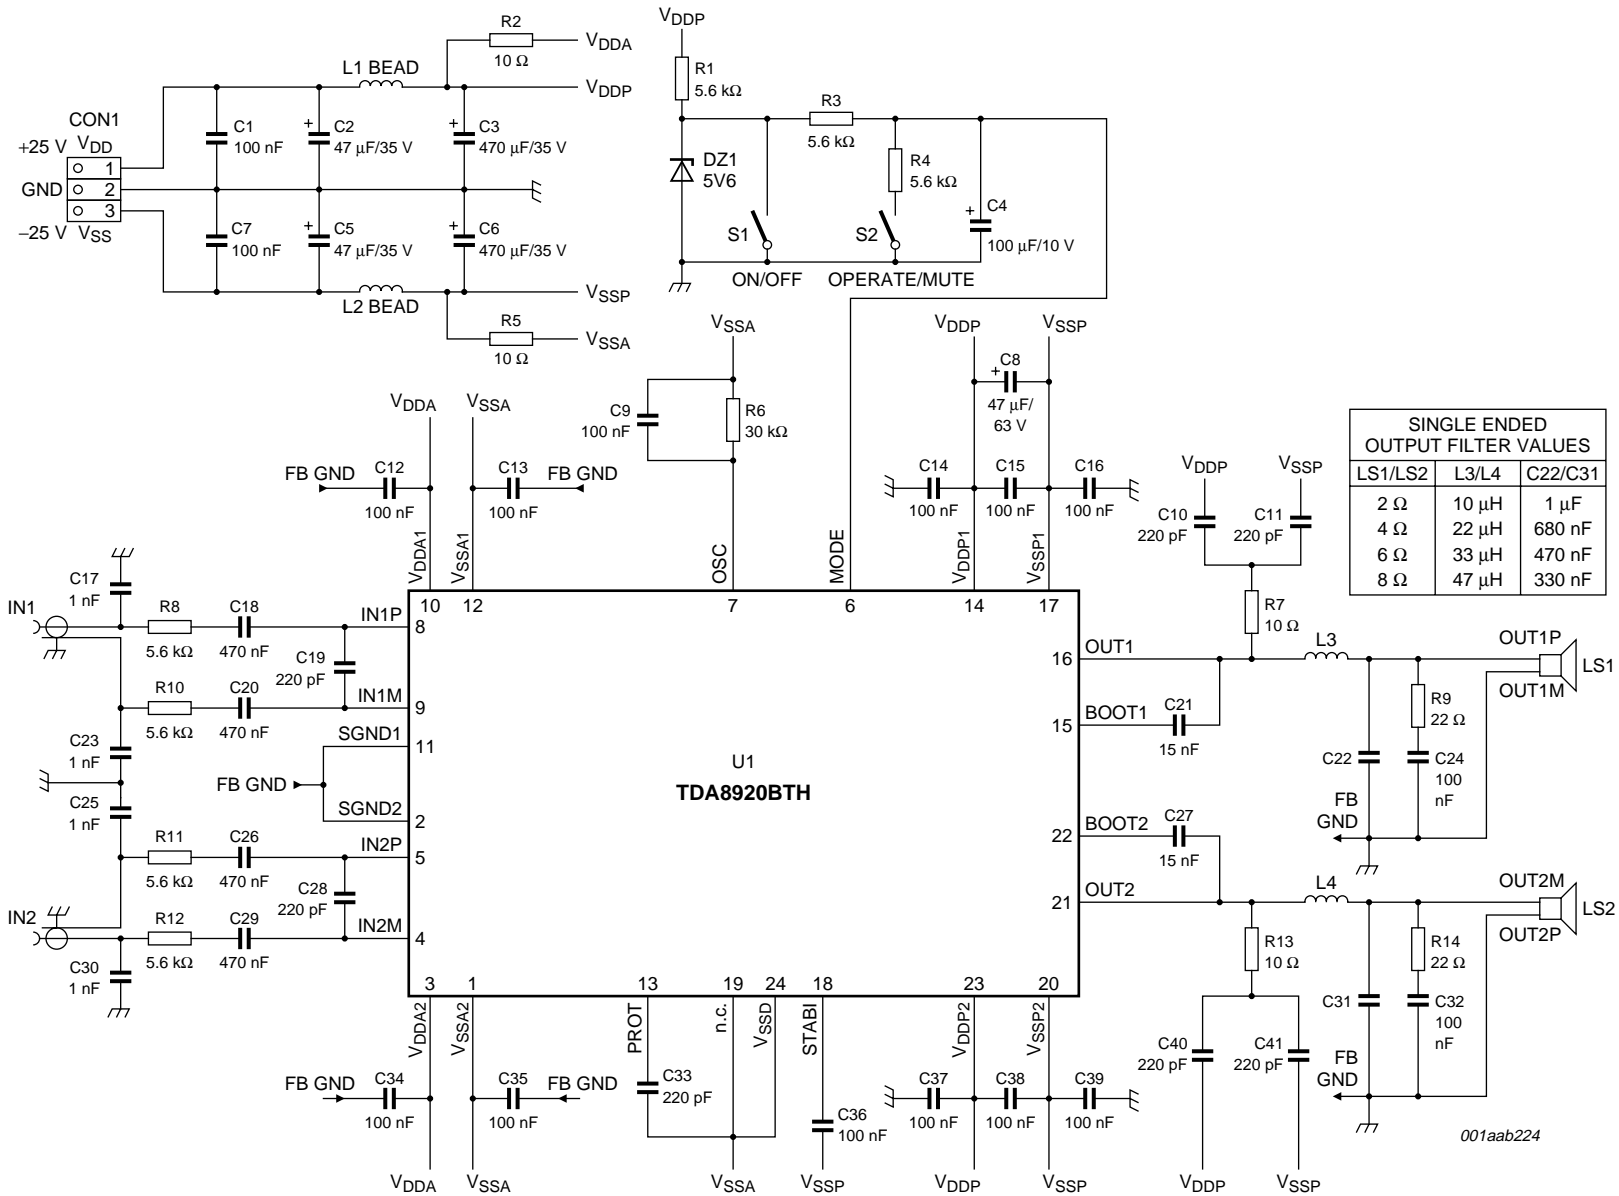 R2
10 Ω
VDDA
L1 BEAD
VDDP
CON1
+25 V VDD
1
GND 2
3
−25 V VSS
C1
100 nF
C2
47 μF/35 V
C3
470 μF/35 V
C7
100 nF
C5
47 μF/35 V
C6
470 μF/35 V
L2 BEAD
VSSP
R5
10 Ω
VSSA
VDDP
R1
5.6 kΩ
R3
5.6 kΩ
DZ1
5V6
R4
5.6 kΩ
S1
S2
C4
100 μF/10 V
ON/OFF
OPERATE/MUTE
VSSA
C9
100 nF
R6
30 kΩ
VDDP
VSSP
C8
47 μF/
63 V
VDDA
VSSA
FB GND
C12
100 nF
C13
100 nF
FB GND
C14
100 nF
C15
100 nF
C16
100 nF
VDDP
VSSP
C10
220 pF
C11
220 pF
SINGLE ENDED
OUTPUT FILTER VALUES
LS1/LS2 L3/L4 C22/C31
2 Ω 10 μH 1 μF
4 Ω 22 μH 680 nF
6 Ω 33 μH 470 nF
8 Ω 47 μH 330 nF
VDDA1
VSSA1
OSC
MODE
VDDP1
VSSP1
10
12
7
6
14
17
C17
1 nF
IN1
R8
5.6 kΩ
C18
470 nF
IN1P
8
C19
220 pF
R10
5.6 kΩ
C20
470 nF
IN1M
9
C23
1 nF
SGND1
11
FB GND
SGND2
2
C25
1 nF
R11
5.6 kΩ
C26
470 nF
IN2P
5
C28
220 pF
IN2
R12
5.6 kΩ
C29
470 nF
IN2M
4
C30
1 nF
U1
TDA8920BTH
R7
10 Ω
16
OUT1
L3
OUT1P
LS1
OUT1M
R9
22 Ω
15
BOOT1
C21
15 nF
C22
C24
100
nF
FB
GND
22
BOOT2
C27
15 nF
21
OUT2
L4
OUT2M
LS2
OUT2P
R13
10 Ω
R14
22 Ω
C31
C32
100
nF
FB
GND
C40
220 pF
C41
220 pF
3
1
13
19
24
18
23
20
VDDA2
VSSA2
PROT
n.c.
VSSD
STABI
VDDP2
VSSP2
FB GND
C34
100 nF
C35
100 nF
FB GND
C33
220 pF
C36
100 nF
C37
100 nF
C38
100 nF
C39
100 nF
VDDA
VSSA
VSSA
VSSP
VDDP
VSSP
VDDP
VSSP
001aab224